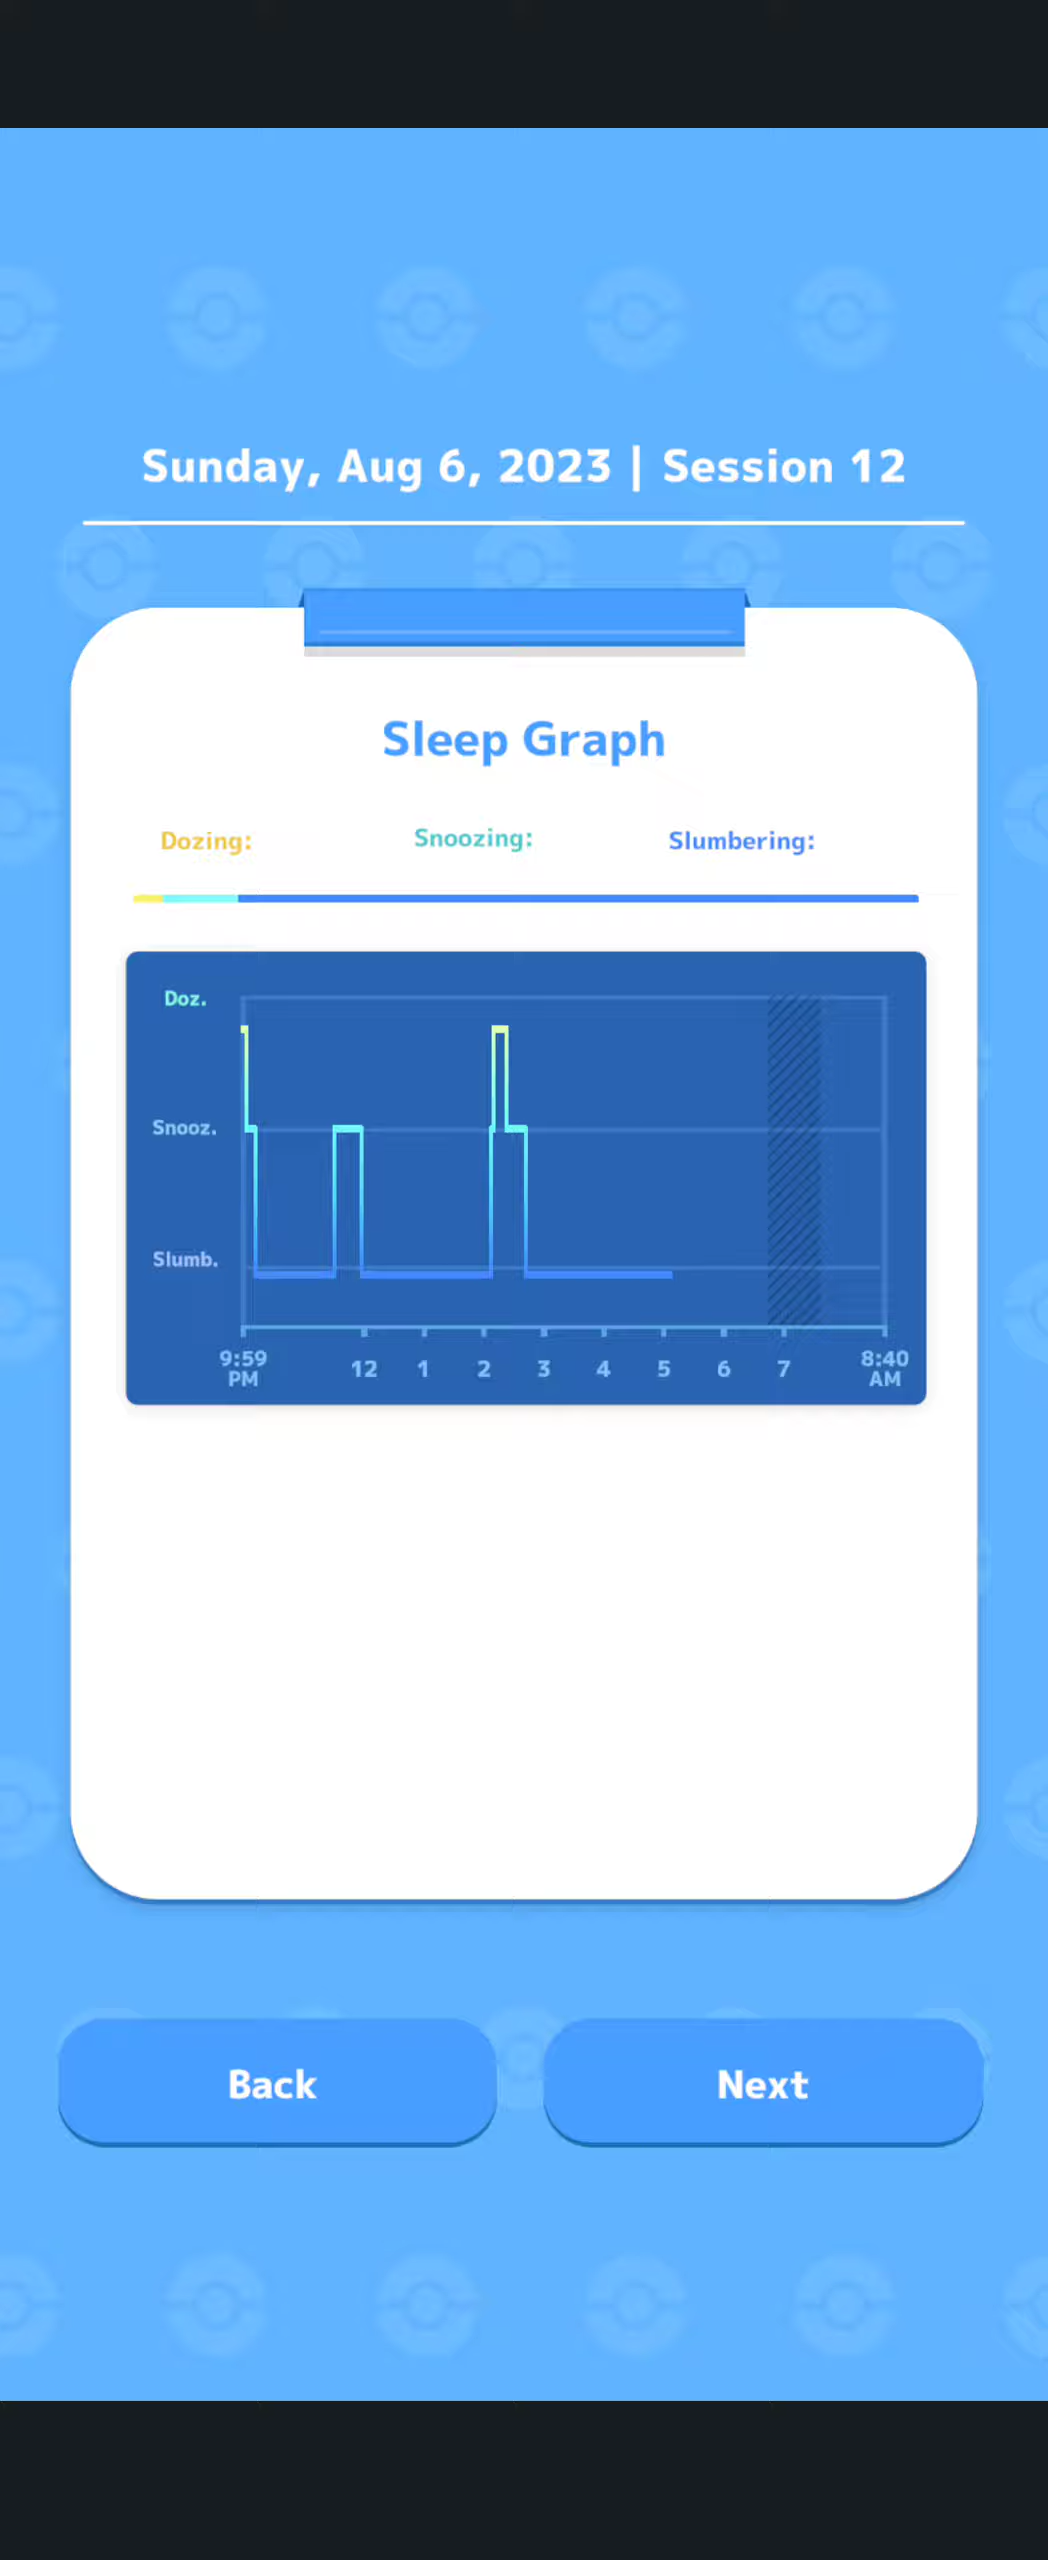 Sunday, Aug 6, 2023 | Session 12
Sleep Graph
Dozing: Snoozing: Slumbering:
Doz.
Snooz.
Slumb.
9:59 PM 12 1 2 3 4 5 6 7 8:40 AM
Back Next